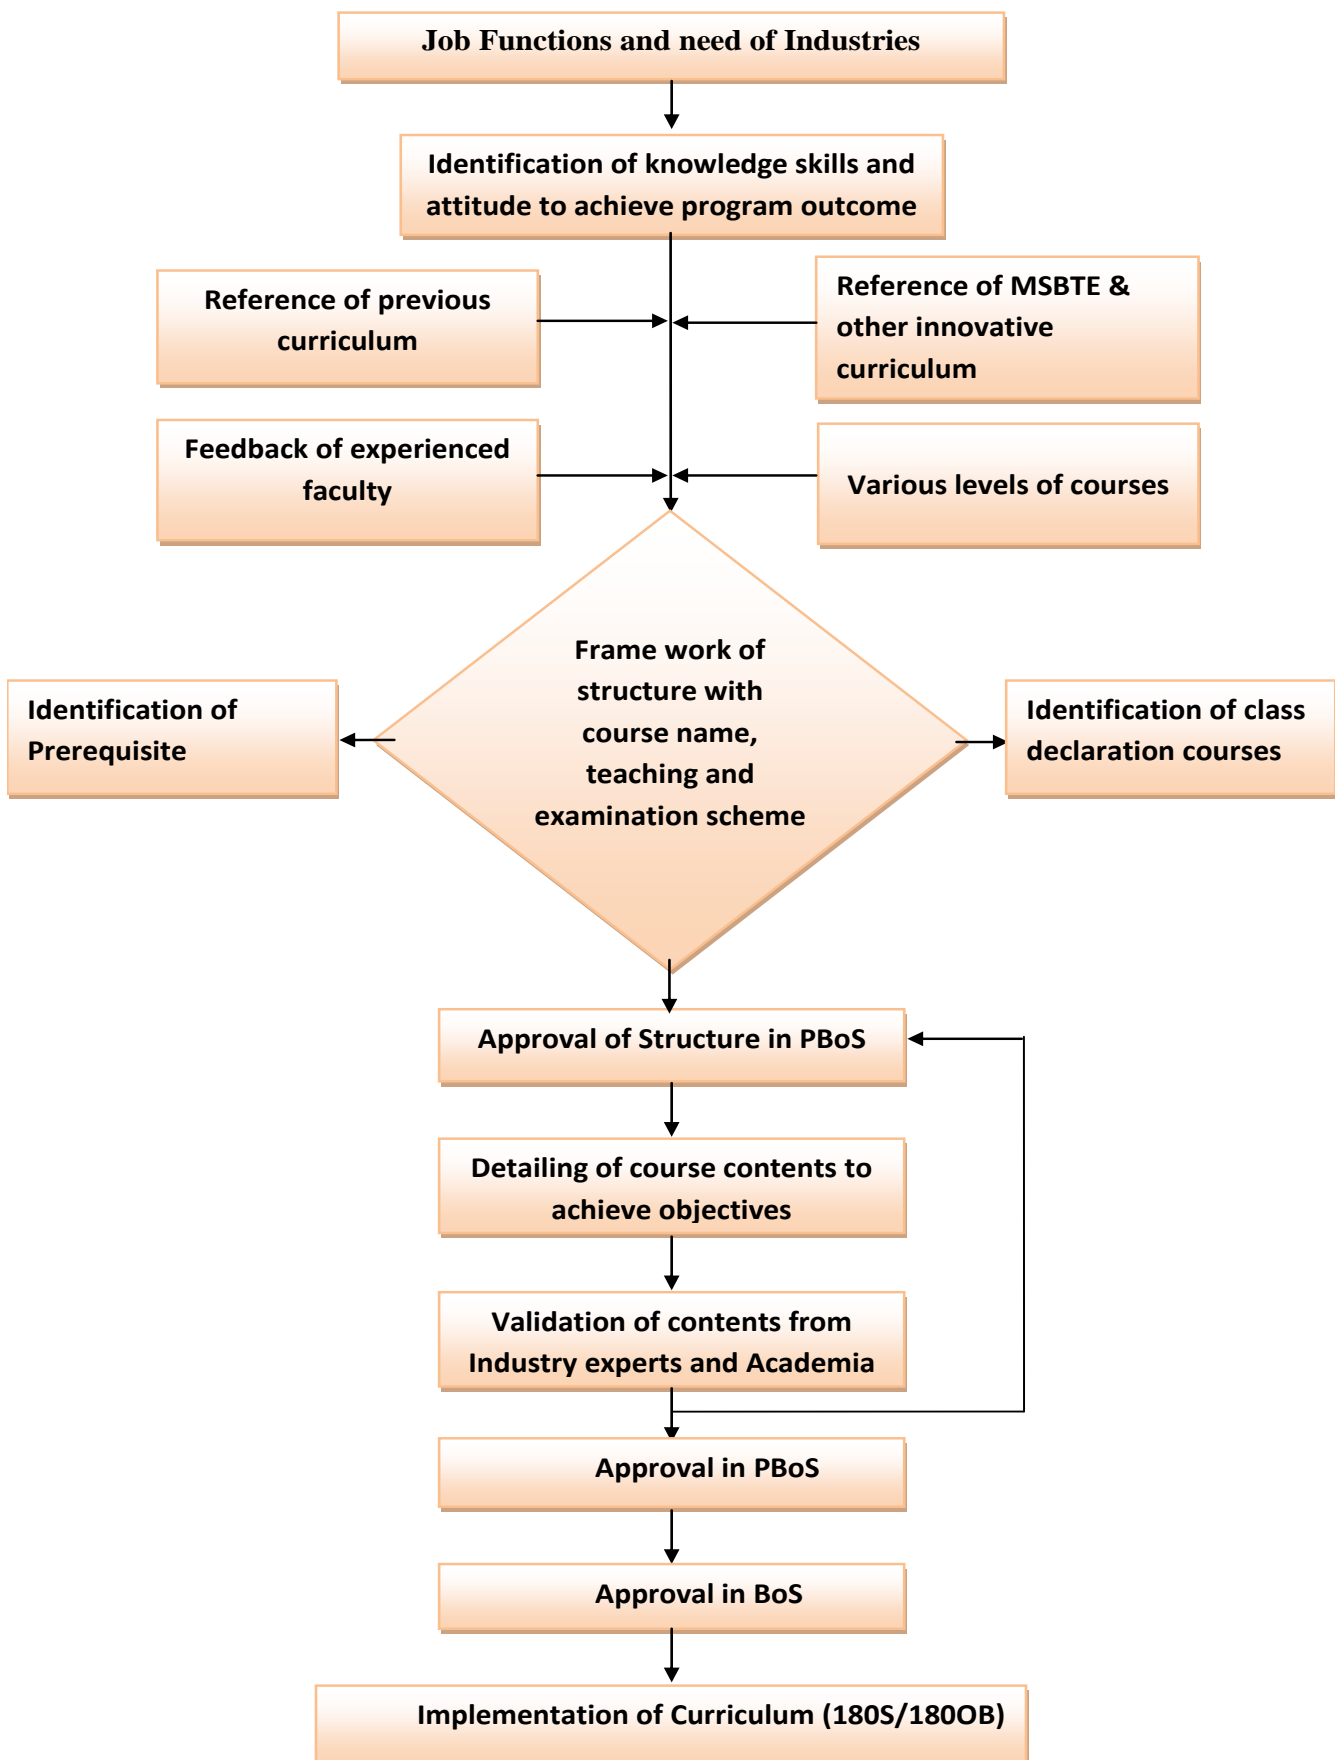 Job Functions and need of Industries
Identification of knowledge skills and
attitude to achieve program outcome
Reference of previous
curriculum
Reference of MSBTE &
other innovative
curriculum
Feedback of experienced
faculty
Various levels of courses
Frame work of
structure with
course name,
teaching and
examination scheme
Identification of
Prerequisite
Identification of class
declaration courses
Approval of Structure in PBoS
Detailing of course contents to
achieve objectives
Validation of contents from
Industry experts and Academia
Approval in PBoS
Approval in BoS
Implementation of Curriculum (180S/180OB)